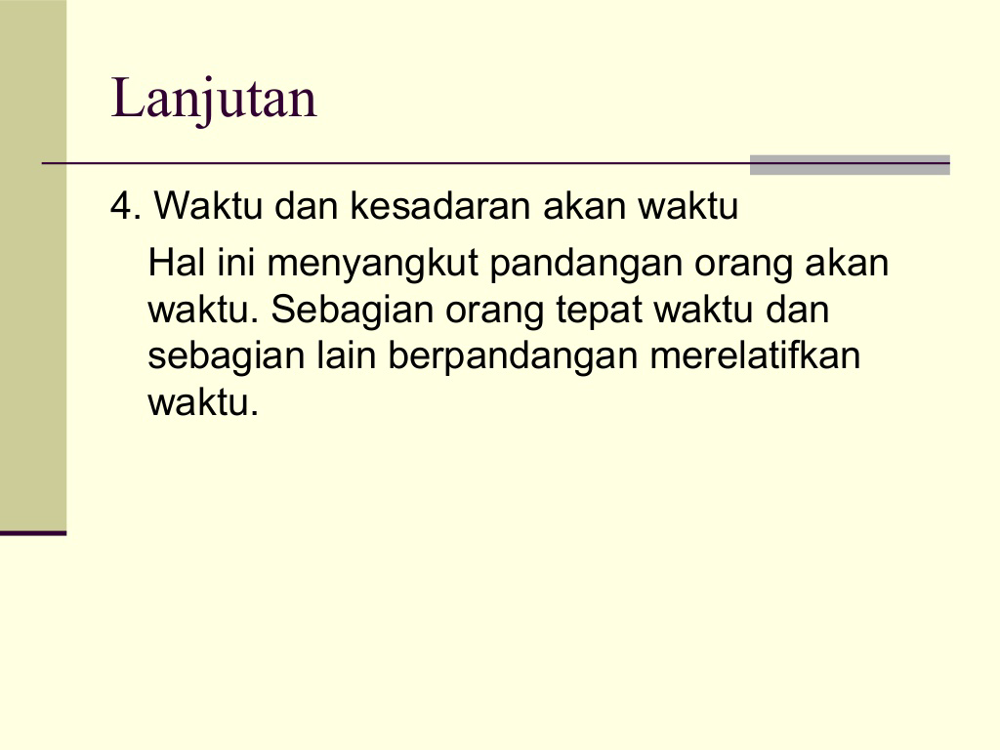 Lanjutan
4. Waktu dan kesadaran akan waktu
Hal ini menyangkut pandangan orang akan
waktu. Sebagian orang tepat waktu dan
sebagian lain berpandangan merelatifkan
waktu.